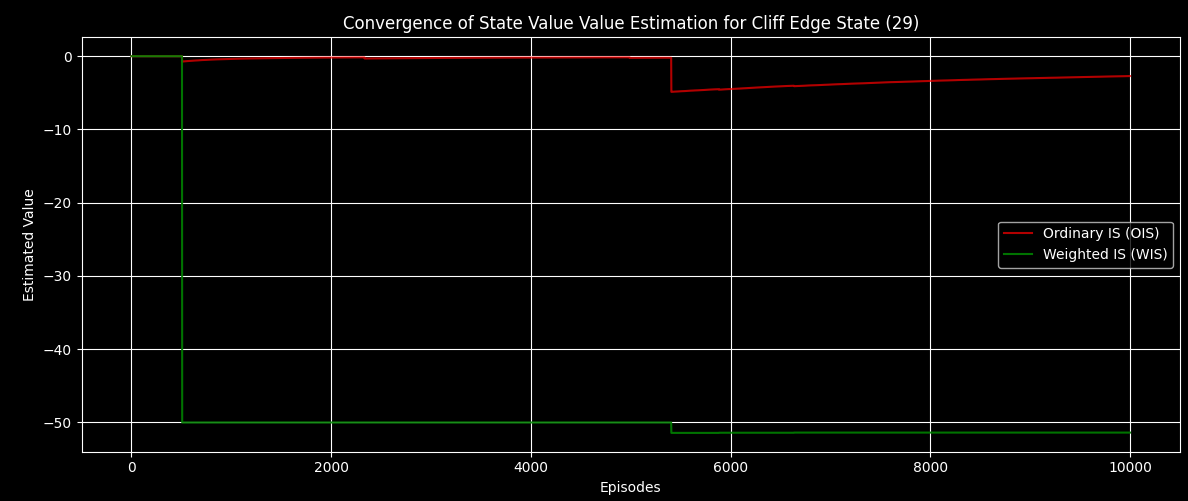 Convergence of State Value Value Estimation for Cliff Edge State (29)
0
−10
−20
−30
−40
−50
Estimated Value
Ordinary IS (OIS)
Weighted IS (WIS)
0 2000 4000 6000 8000 10000
Episodes